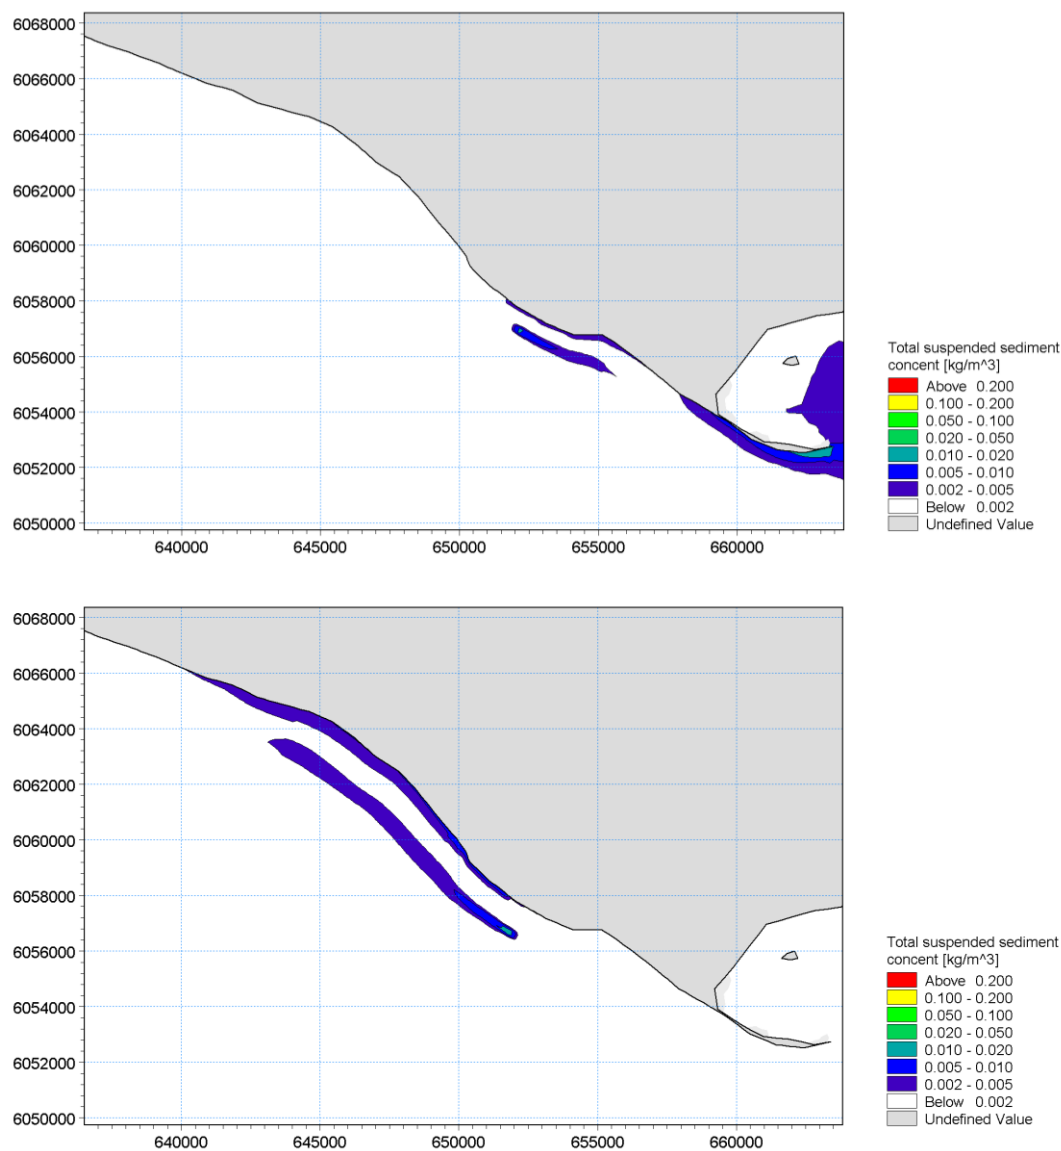 6068000
6066000
6064000
6062000
6060000
6058000
6056000
6054000
6052000
6050000
640000 645000 650000 655000 660000
Total suspended sediment
concent [kg/m^3]
Above 0.200
0.100 - 0.200
0.050 - 0.100
0.020 - 0.050
0.010 - 0.020
0.005 - 0.010
0.002 - 0.005
Below 0.002
Undefined Value
6068000
6066000
6064000
6062000
6060000
6058000
6056000
6054000
6052000
6050000
640000 645000 650000 655000 660000
Total suspended sediment
concent [kg/m^3]
Above 0.200
0.100 - 0.200
0.050 - 0.100
0.020 - 0.050
0.010 - 0.020
0.005 - 0.010
0.002 - 0.005
Below 0.002
Undefined Value